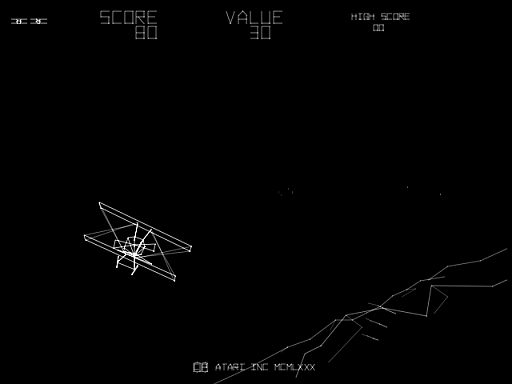 SCORE
80
VALUE
30
HIGH SCORE
00
ATARI INC MCMLXXX